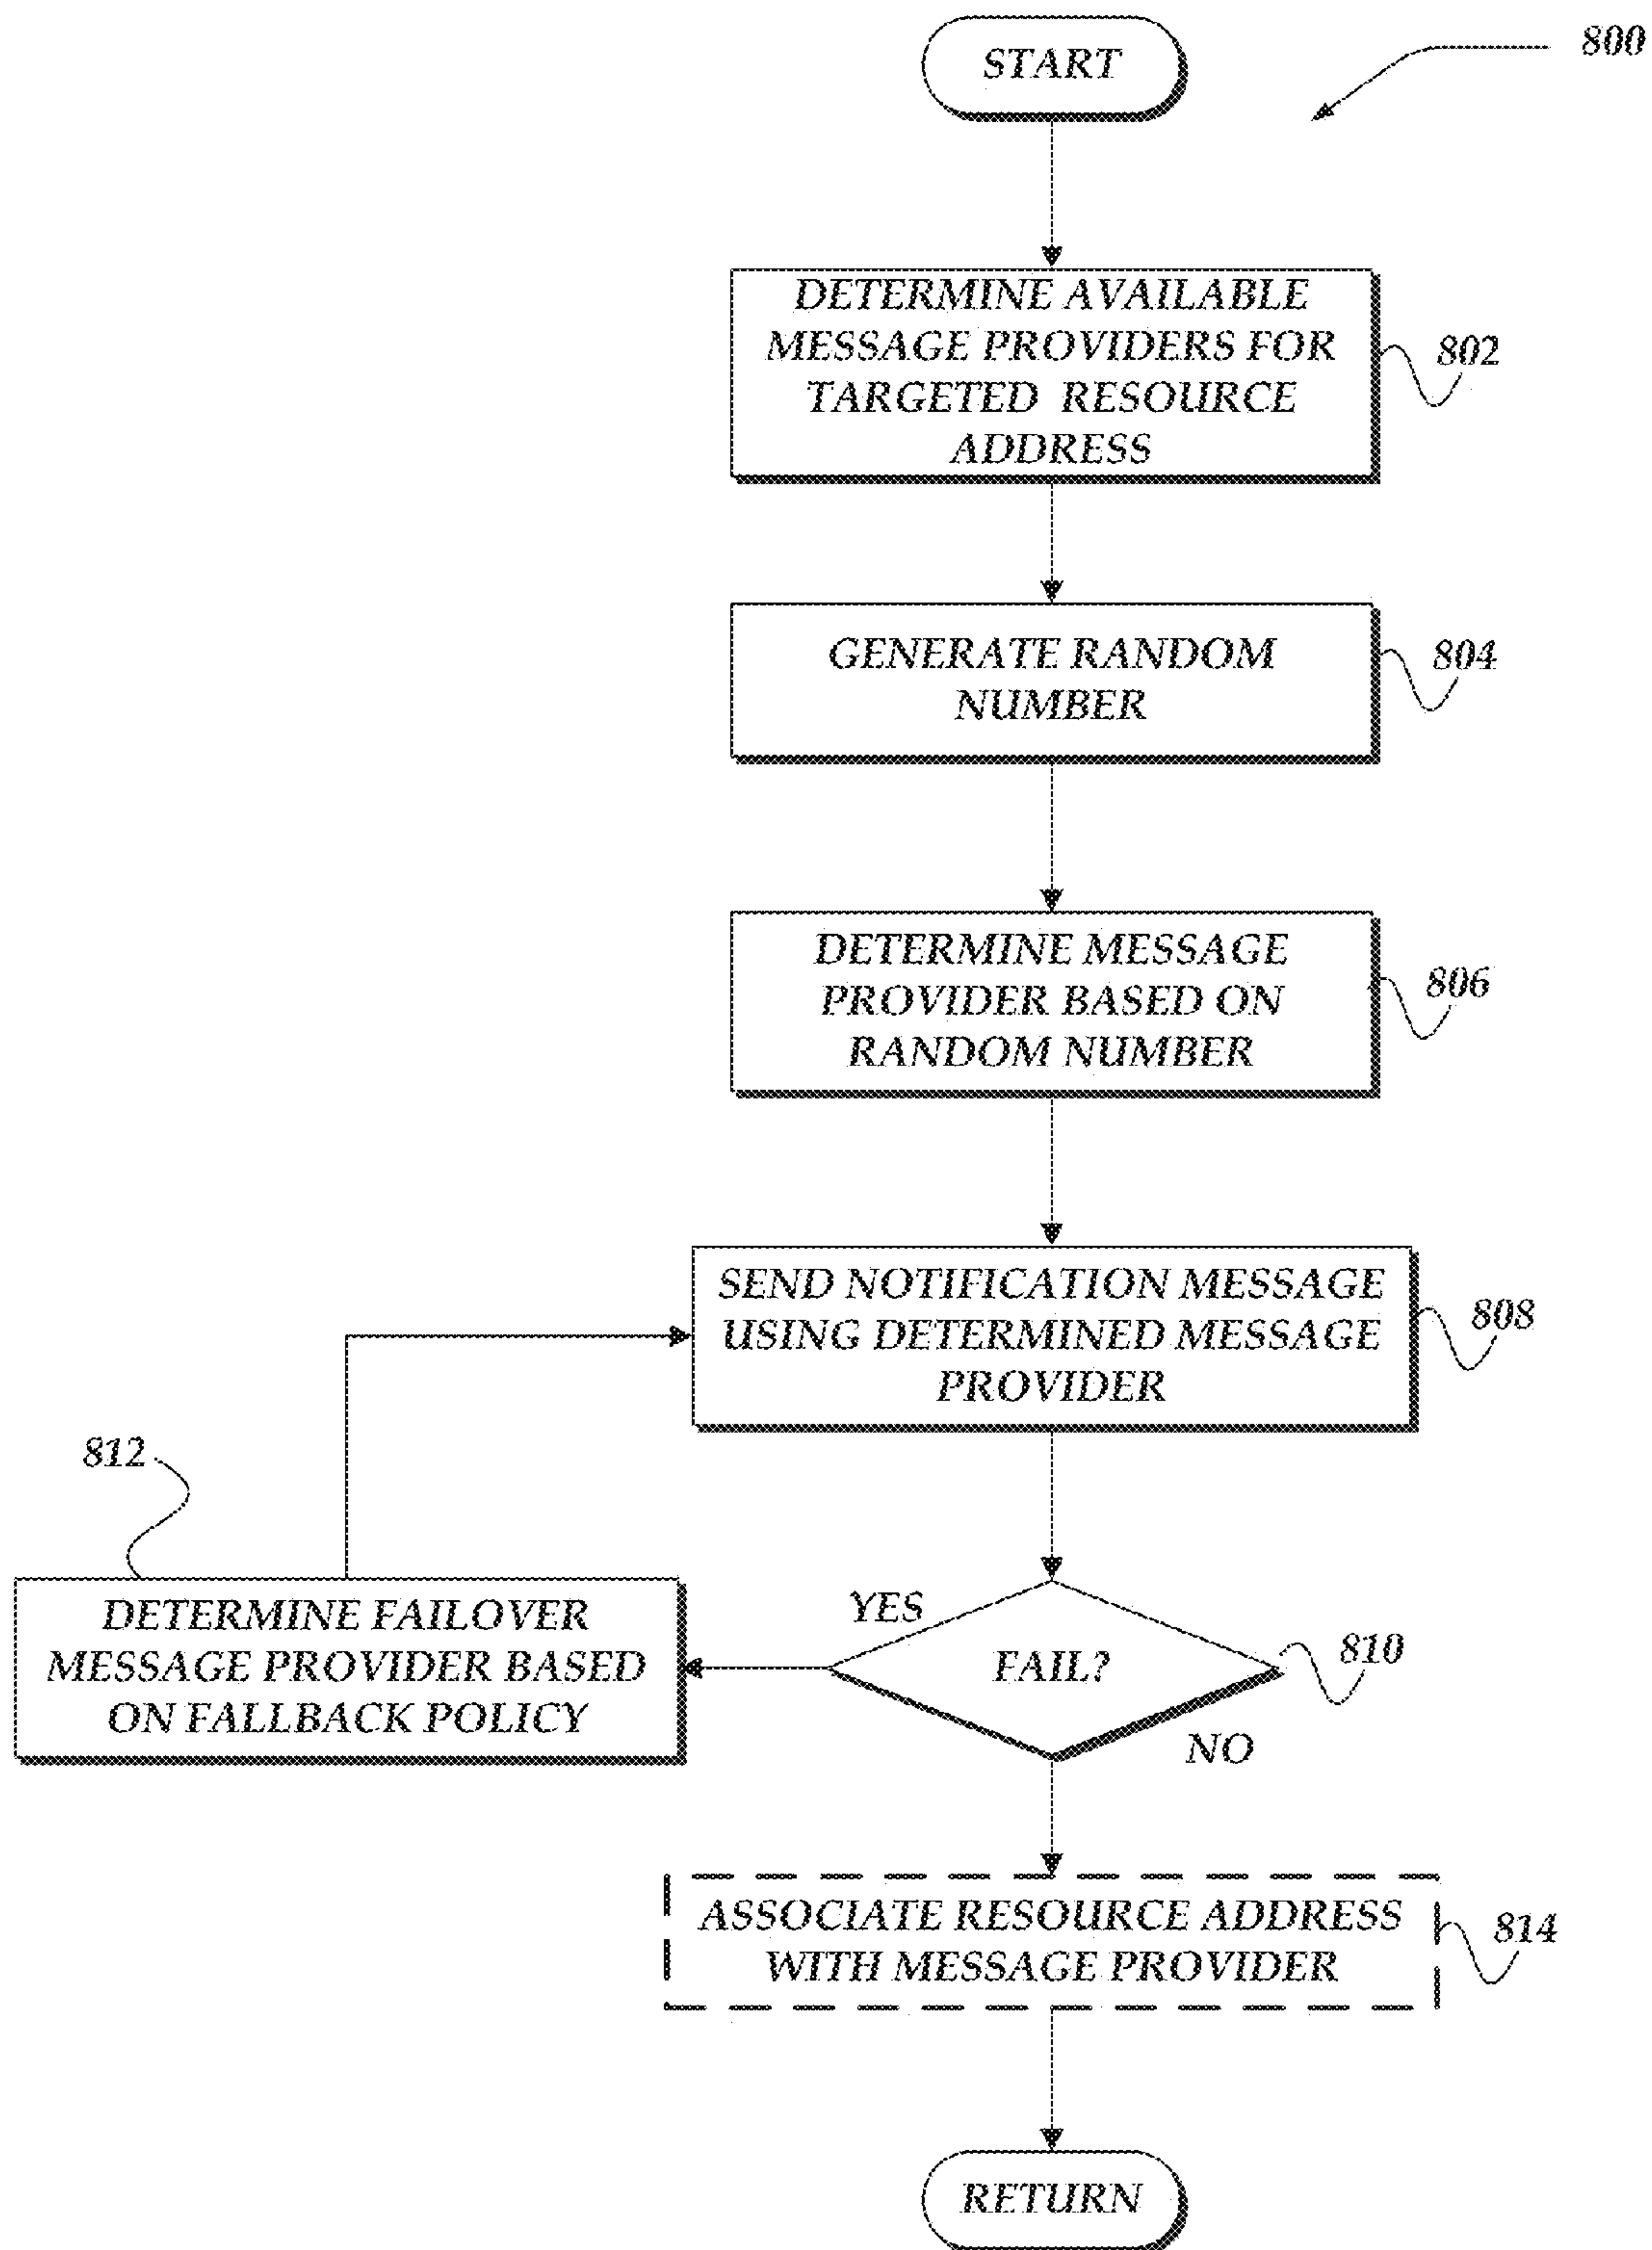 START
800
DETERMINE AVAILABLE
MESSAGE PROVIDERS FOR
TARGETED RESOURCE
ADDRESS
802
GENERATE RANDOM
NUMBER
804
DETERMINE MESSAGE
PROVIDER BASED ON
RANDOM NUMBER
806
SEND NOTIFICATION MESSAGE
USING DETERMINED MESSAGE
PROVIDER
808
812
DETERMINE FAILOVER
MESSAGE PROVIDER BASED
ON FALLBACK POLICY
YES
FAIL?
810
NO
ASSOCIATE RESOURCE ADDRESS
WITH MESSAGE PROVIDER
814
RETURN